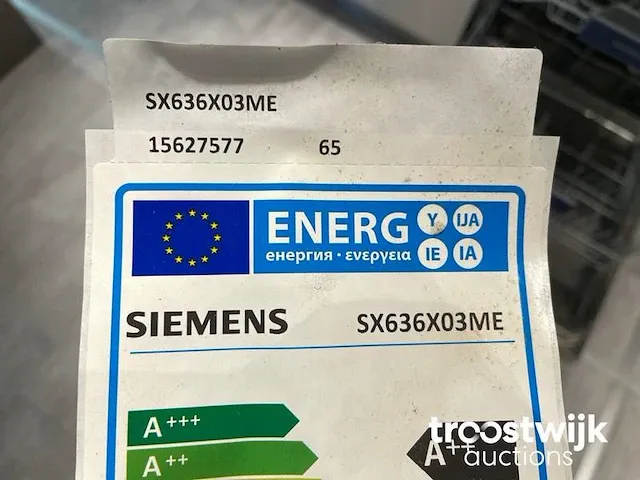 SX636X03ME
15627577 65
ENERG Y IJA
енергия · ενεργεια IE IA
SIEMENS SX636X03ME
A+++
A++ A++
troostwijk
auctions